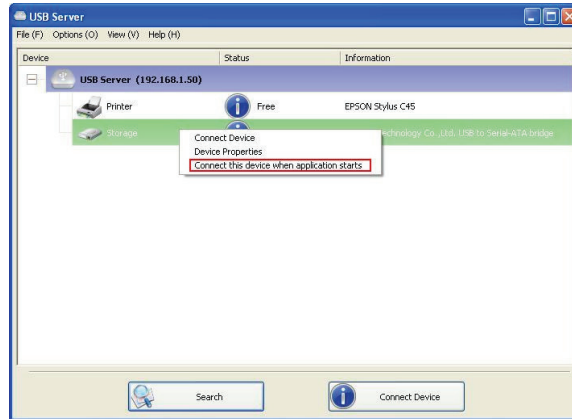 USB Server
File (F) Options (O) View (V) Help (H)
Device Status Information
USB Server (192.168.1.50)
Printer Free EPSON Stylus C45
Storage chnology Co .,Ltd. USB to Serial-ATA bridge
Connect Device
Device Properties
Connect this device when application starts
Search Connect Device